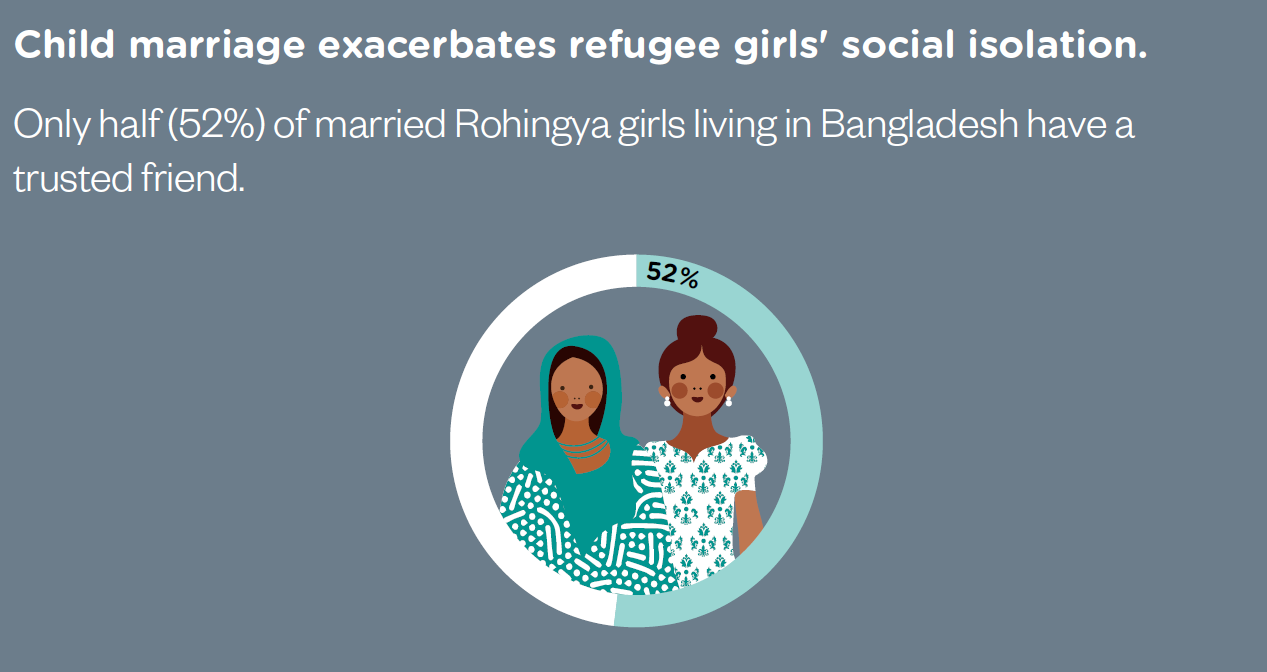 Child marriage exacerbates refugee girls' social isolation.
Only half (52%) of married Rohingya girls living in Bangladesh have a
trusted friend.
52%